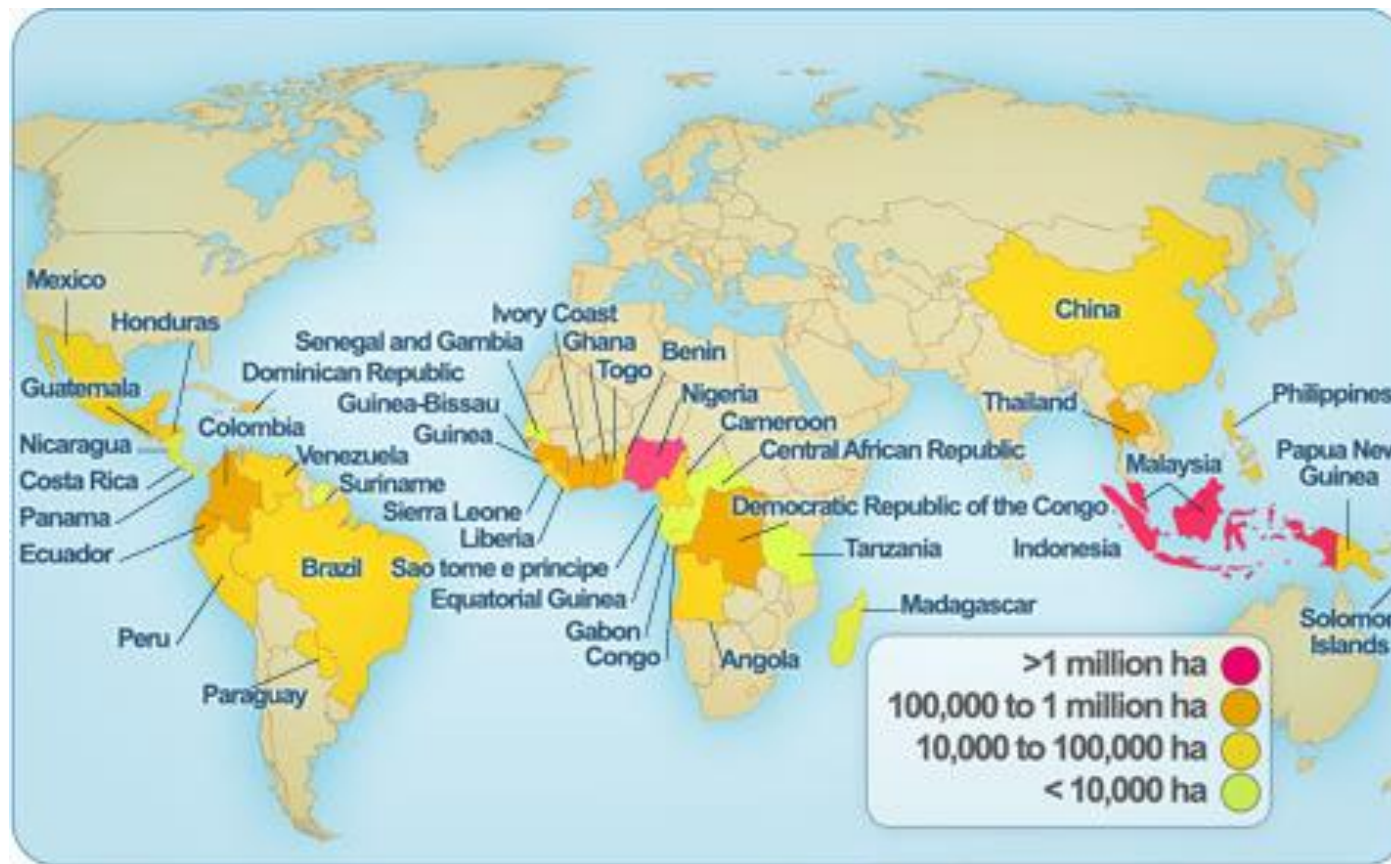 Mexico
Honduras
Guatemala
Nicaragua
Costa Rica
Panama
Ecuador
Colombia
Dominican Republic
Venezuela
Suriname
Brazil
Peru
Paraguay
Ivory Coast
Senegal and Gambia
Ghana
Togo
Benin
Guinea-Bissau
Guinea
Nigeria
Cameroon
Central African Republic
Sierra Leone
Liberia
Democratic Republic of the Congo
Sao tome e principe
Tanzania
Equatorial Guinea
Madagascar
Gabon
Congo
Angola
China
Thailand
Philippines
Malaysia
Papua New
Guinea
Indonesia
Solomon
Islands
>1 million ha
100,000 to 1 million ha
10,000 to 100,000 ha
< 10,000 ha